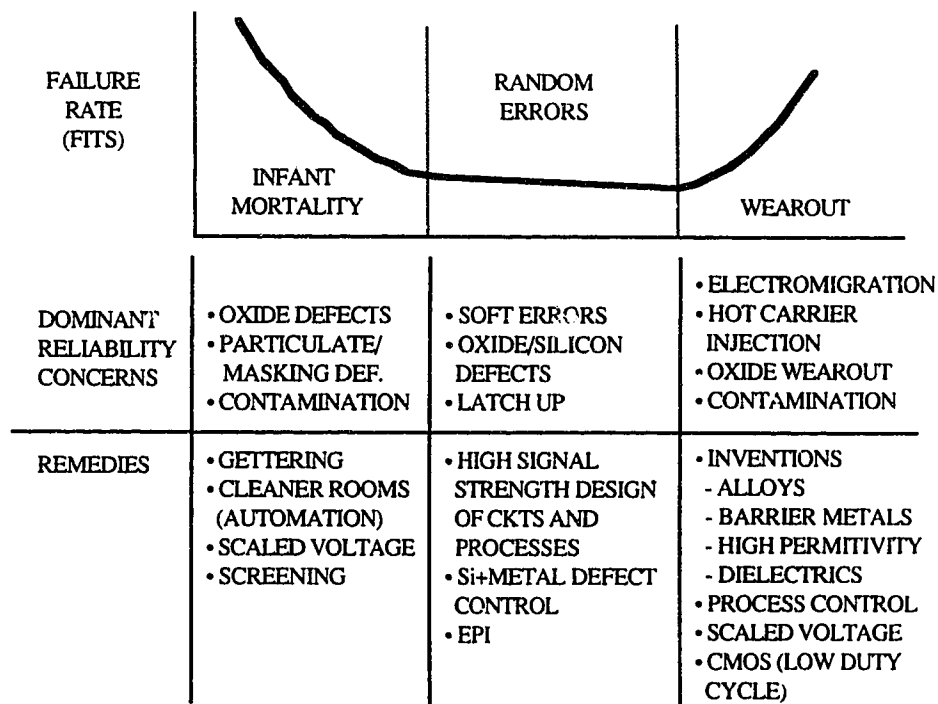 FAILURE
RATE
(FITS)
INFANT
MORTALITY
RANDOM
ERRORS
WEAROUT
DOMINANT
RELIABILITY
CONCERNS
• OXIDE DEFECTS
• PARTICULATE/
MASKING DEF.
• CONTAMINATION
• SOFT ERRORS
• OXIDE/SILICON
DEFECTS
• LATCH UP
• ELECTROMIGRATION
• HOT CARRIER
INJECTION
• OXIDE WEAROUT
• CONTAMINATION
REMEDIES
• GETTERING
• CLEANER ROOMS
(AUTOMATION)
• SCALED VOLTAGE
• SCREENING
• HIGH SIGNAL
STRENGTH DESIGN
OF CKTS AND
PROCESSES
• Si+METAL DEFECT
CONTROL
• EPI
• INVENTIONS
- ALLOYS
- BARRIER METALS
- HIGH PERMITIVITY
- DIELECTRICS
• PROCESS CONTROL
• SCALED VOLTAGE
• CMOS (LOW DUTY
CYCLE)